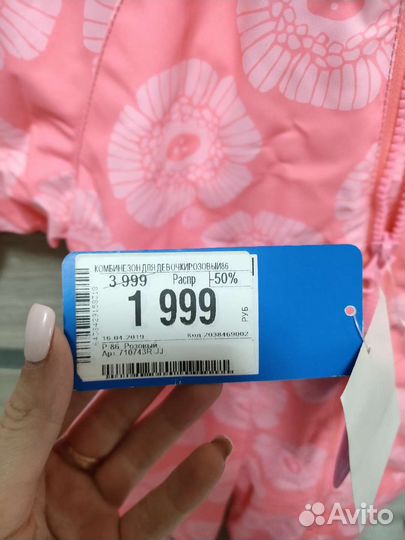 КОМБИНЕЗОН ДЛЯ ДЕВОЧКИРОЗОВЫЙ86
3 999 Распр -50%
1 999
РУБ
16.04.2019 Код 2038469002
Р.86, Розовый
Арт.710743R JJ
Avito